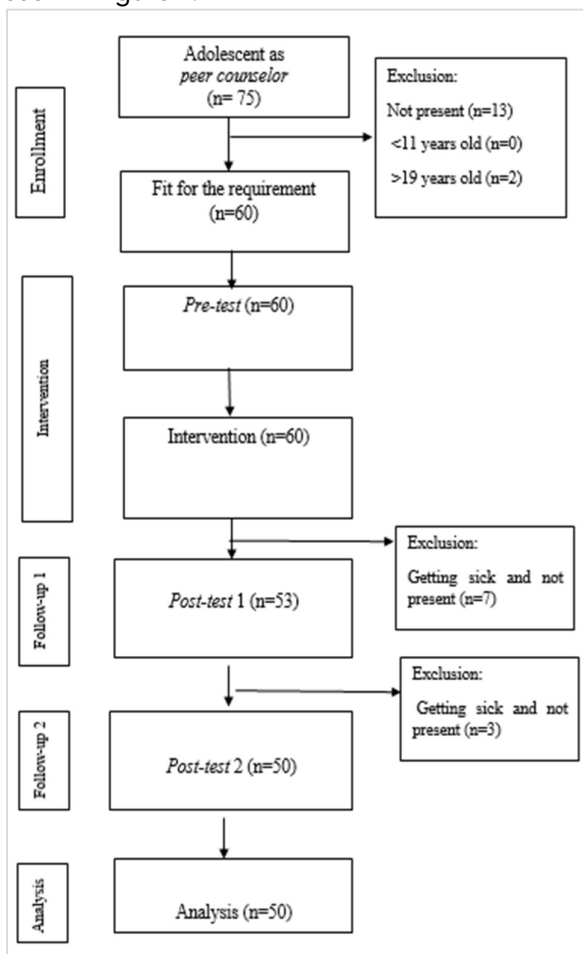 Adolescent as
peer counselor
(n= 75)
Exclusion:
Not present (n=13)
<11 years old (n=0)
>19 years old (n=2)
Enrollment
Fit for the requirement
(n=60)
Pre-test (n=60)
Intervention
Intervention (n=60)
Exclusion:
Getting sick and not
present (n=7)
Follow-up 1
Post-test 1 (n=53)
Exclusion:
Getting sick and not
present (n=3)
Follow-up 2
Post-test 2 (n=50)
Analysis
Analysis (n=50)